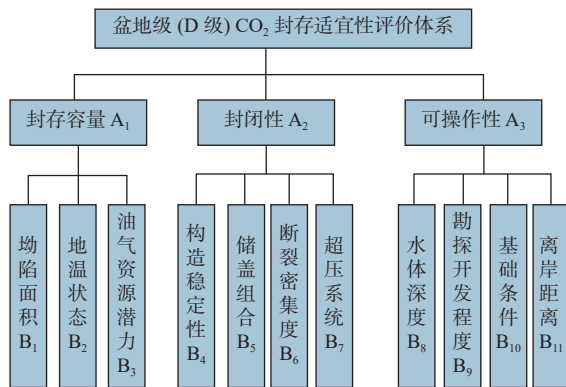 盆地级 (D 级) CO₂ 封存适宜性评价体系
封存容量 A₁
封闭性 A₂
可操作性 A₃
坳陷面积 B₁
地温状态 B₂
油气资源潜力 B₃
构造稳定性 B₄
储盖组合 B₅
断裂密集度 B₆
超压系统 B₇
水体深度 B₈
勘探开发程度 B₉
基础条件 B₁₀
离岸距离 B₁₁